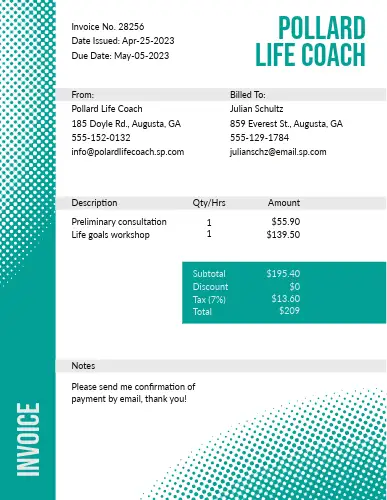 Invoice No. 28256
Date Issued: Apr-25-2023
Due Date: May-05-2023
POLLARD
LIFE COACH
From:
Pollard Life Coach
185 Doyle Rd., Augusta, GA
555-152-0132
info@polardlifecoach.sp.com
Billed To:
Julian Schultz
859 Everest St., Augusta, GA
555-129-1784
julianschz@email.sp.com
Description Qty/Hrs Amount
Preliminary consultation 1 $55.90
Life goals workshop 1 $139.50
Subtotal $195.40
Discount $0
Tax (7%) $13.60
Total $209
Notes
Please send me confirmation of
payment by email, thank you!
INVOICE